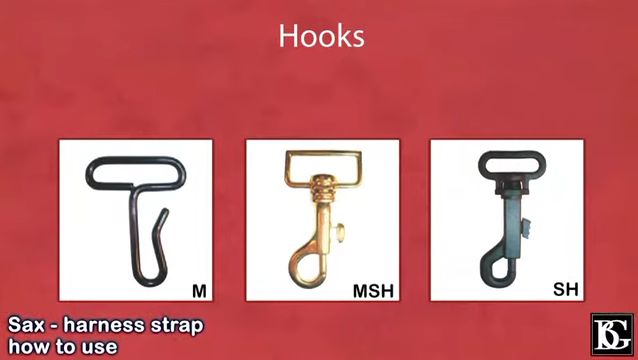 Hooks
M
MSH
SH
Sax - harness strap
how to use
BG